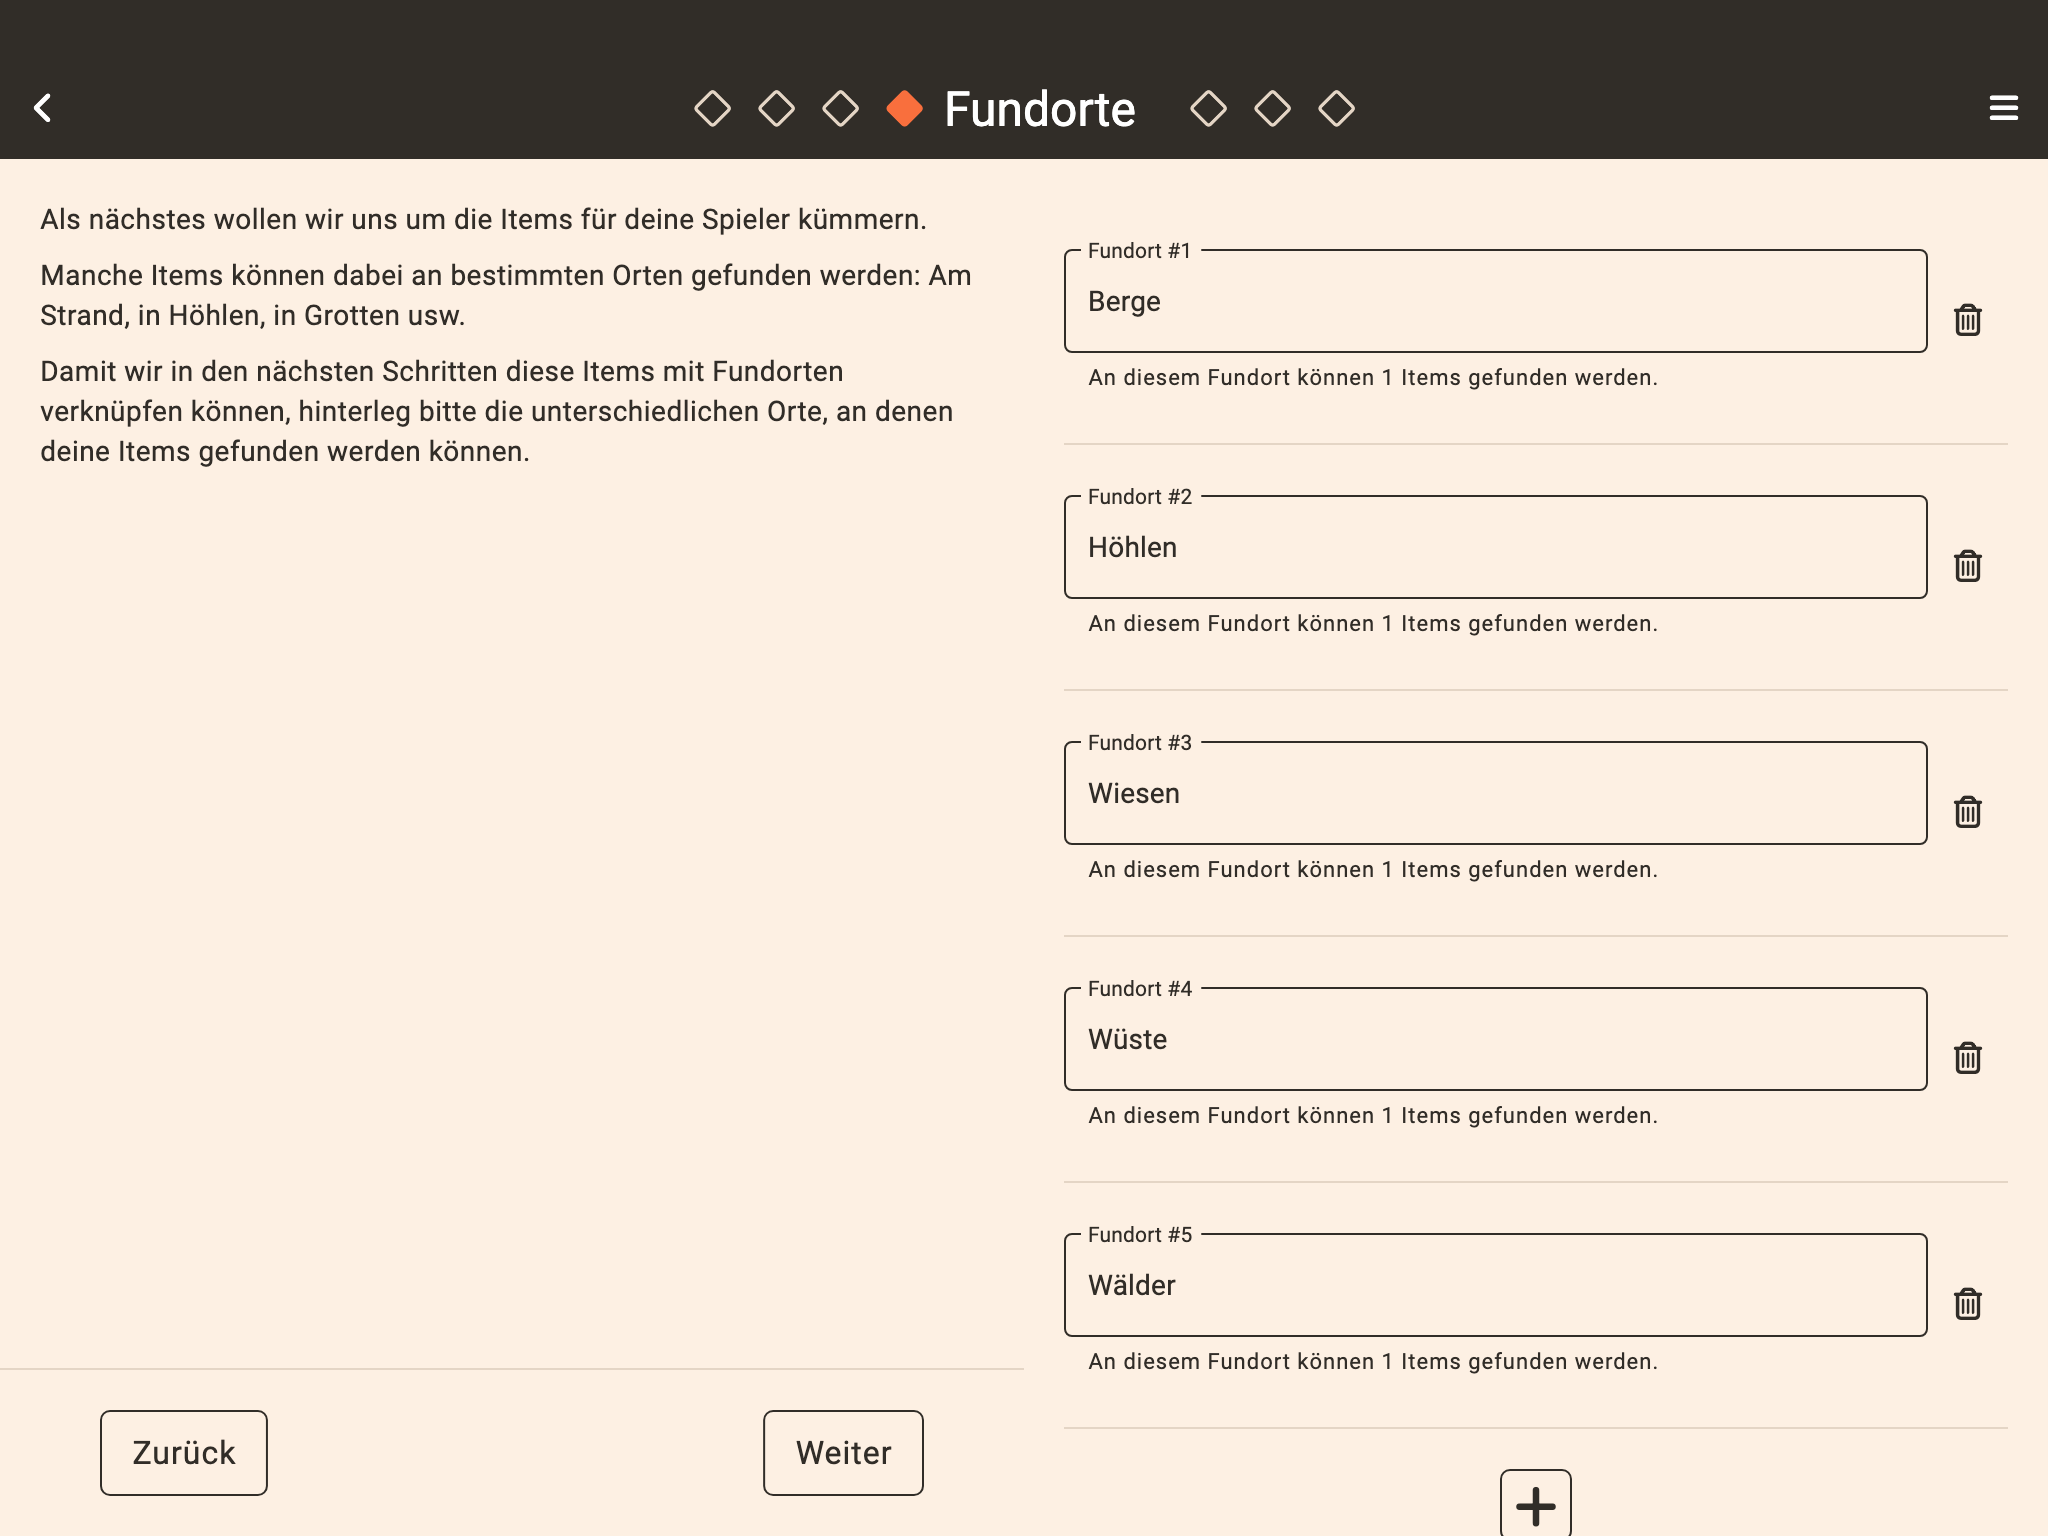 Fundorte
Als nächstes wollen wir uns um die Items für deine Spieler kümmern.
Manche Items können dabei an bestimmten Orten gefunden werden: Am
Strand, in Höhlen, in Grotten usw.
Damit wir in den nächsten Schritten diese Items mit Fundorten
verknüpfen können, hinterleg bitte die unterschiedlichen Orte, an denen
deine Items gefunden werden können.
Zurück
Weiter
Fundort #1
Berge
An diesem Fundort können 1 Items gefunden werden.
Fundort #2
Höhlen
An diesem Fundort können 1 Items gefunden werden.
Fundort #3
Wiesen
An diesem Fundort können 1 Items gefunden werden.
Fundort #4
Wüste
An diesem Fundort können 1 Items gefunden werden.
Fundort #5
Wälder
An diesem Fundort können 1 Items gefunden werden.